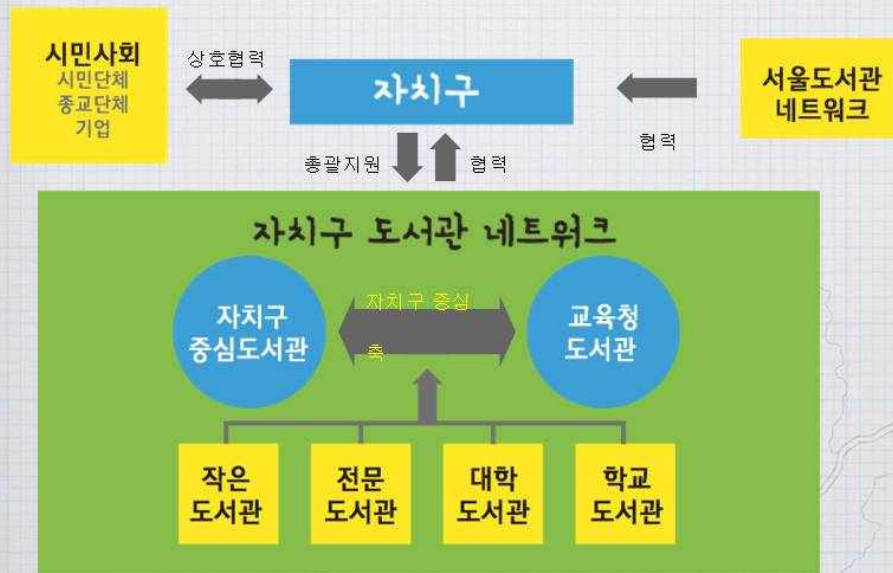 시민사회
시민단체
종교단체
기업
상호협력
자치구
협력
서울도서관
네트워크
총괄지원
협력
자치구 도서관 네트워크
자치구
중심도서관
자치구 중심
축
교육청
도서관
작은
도서관
전문
도서관
대학
도서관
학교
도서관